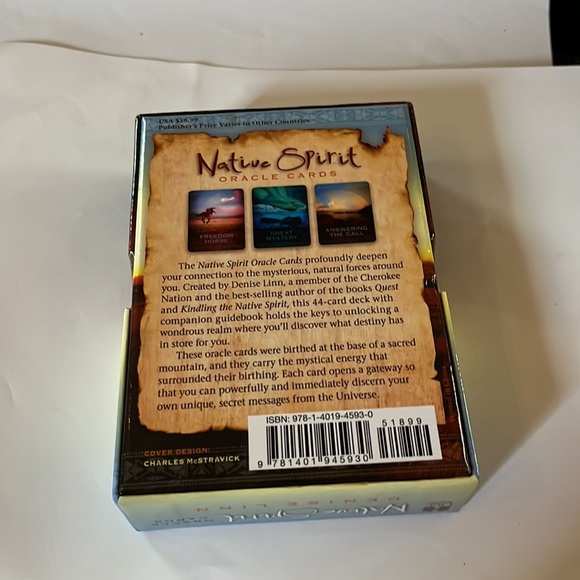 USA $18.99
Publisher's Price Varies in Other Countries
Native Spirit
ORACLE CARDS
FREEDOM
HORSE
GREAT
MYSTERY
ANSWERING
THE CALL
The Native Spirit Oracle Cards profoundly deepen
your connection to the mysterious, natural forces around
you. Created by Denise Linn, a member of the Cherokee
Nation and the best-selling author of the books Quest
and Kindling the Native Spirit, this 44-card deck with
companion guidebook holds the keys to unlocking a
wondrous realm where you'll discover what destiny has
in store for you.
These oracle cards were birthed at the base of a sacred
mountain, and they carry the mystical energy that
surrounded their birthing. Each card opens a gateway so
that you can powerfully and immediately discern your
own unique, secret messages from the Universe.
ISBN: 978-1-4019-4593-0
51899
9 781401 945930
COVER DESIGN:
CHARLES McSTRAVICK
DENISE LINN
Native Spirit
ORACLE
CARDS